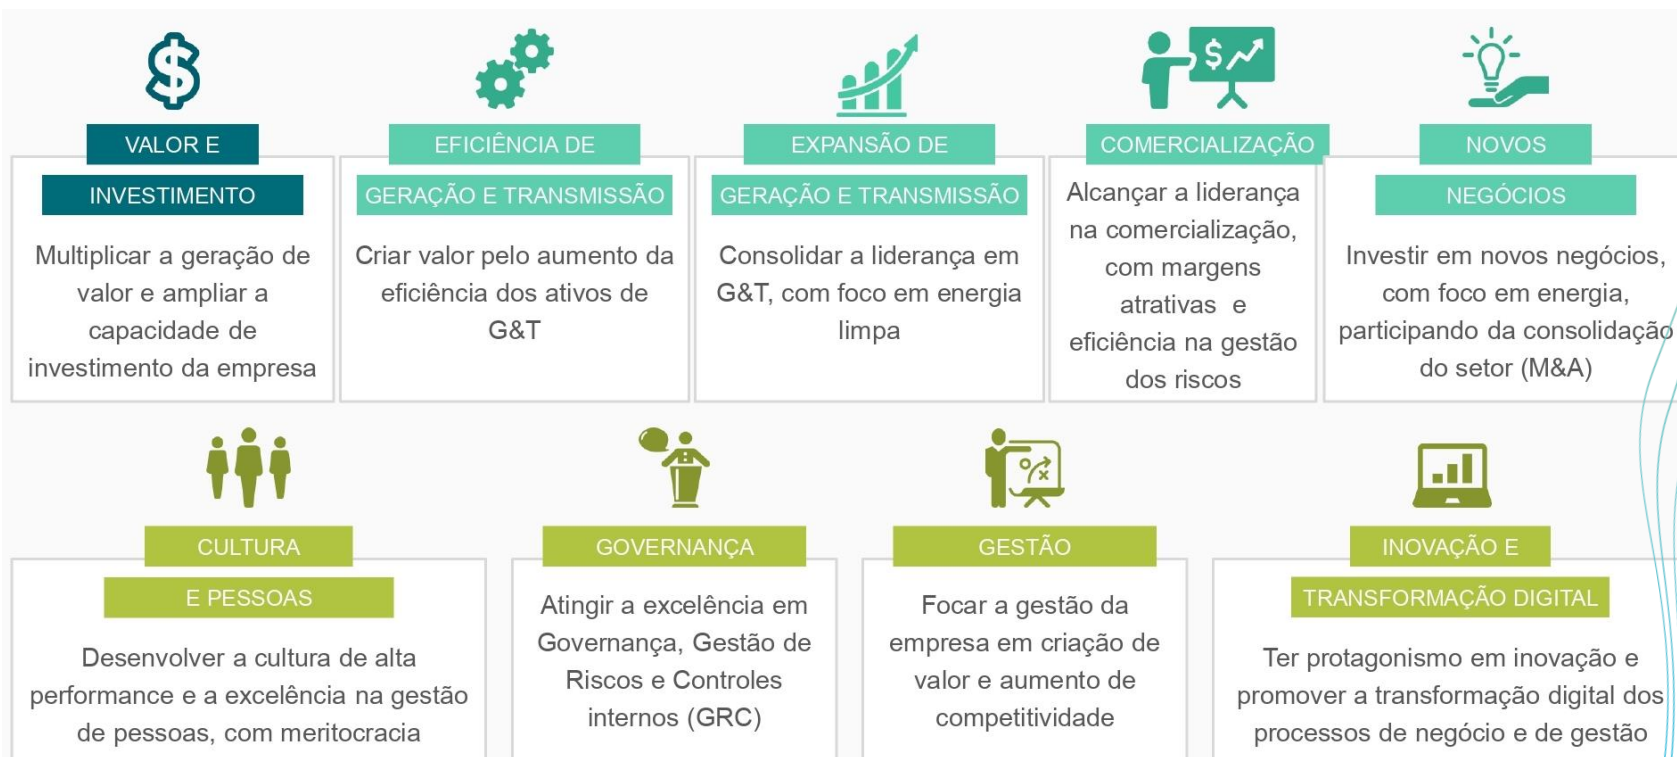 $
VALOR E
INVESTIMENTO
Multiplicar a geração de
valor e ampliar a
capacidade de
investimento da empresa
EFICIÊNCIA DE
GERAÇÃO E TRANSMISSÃO
Criar valor pelo aumento da
eficiência dos ativos de
G&T
EXPANSÃO DE
GERAÇÃO E TRANSMISSÃO
Consolidar a liderança em
G&T, com foco em energia
limpa
$
COMERCIALIZAÇÃO
Alcançar a liderança
na comercialização,
com margens
atrativas e
eficiência na gestão
dos riscos
NOVOS
NEGÓCIOS
Investir em novos negócios,
com foco em energia,
participando da consolidação
do setor (M&A)
CULTURA
E PESSOAS
Desenvolver a cultura de alta
performance e a excelência na gestão
de pessoas, com meritocracia
GOVERNANÇA
Atingir a excelência em
Governança, Gestão de
Riscos e Controles
internos (GRC)
GESTÃO
Focar a gestão da
empresa em criação de
valor e aumento de
competitividade
INOVAÇÃO E
TRANSFORMAÇÃO DIGITAL
Ter protagonismo em inovação e
promover a transformação digital dos
processos de negócio e de gestão